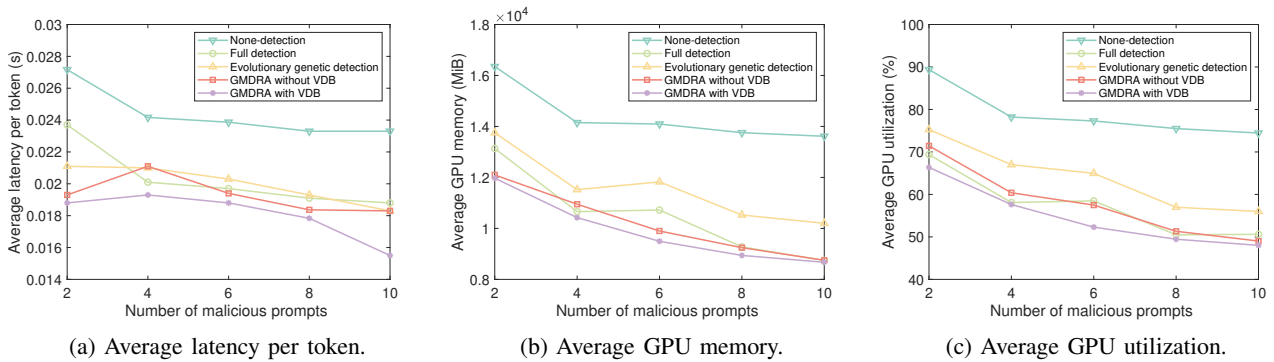 0.03
0.028
0.026
0.024
0.022
0.02
0.018
0.016
0.014
2 4 6 8 10
Average latency per token (s)
Number of malicious prompts
None-detection
Full detection
Evolutionary genetic detection
GMDRA without VDB
GMDRA with VDB
(a) Average latency per token.
× 10⁴
1.8
1.6
1.4
1.2
1
0.8
2 4 6 8 10
Average GPU memory (MiB)
Number of malicious prompts
None-detection
Full detection
Evolutionary genetic detection
GMDRA without VDB
GMDRA with VDB
(b) Average GPU memory.
100
90
80
70
60
50
40
2 4 6 8 10
Average GPU utilization (%)
Number of malicious prompts
None-detection
Full detection
Evolutionary genetic detection
GMDRA without VDB
GMDRA with VDB
(c) Average GPU utilization.